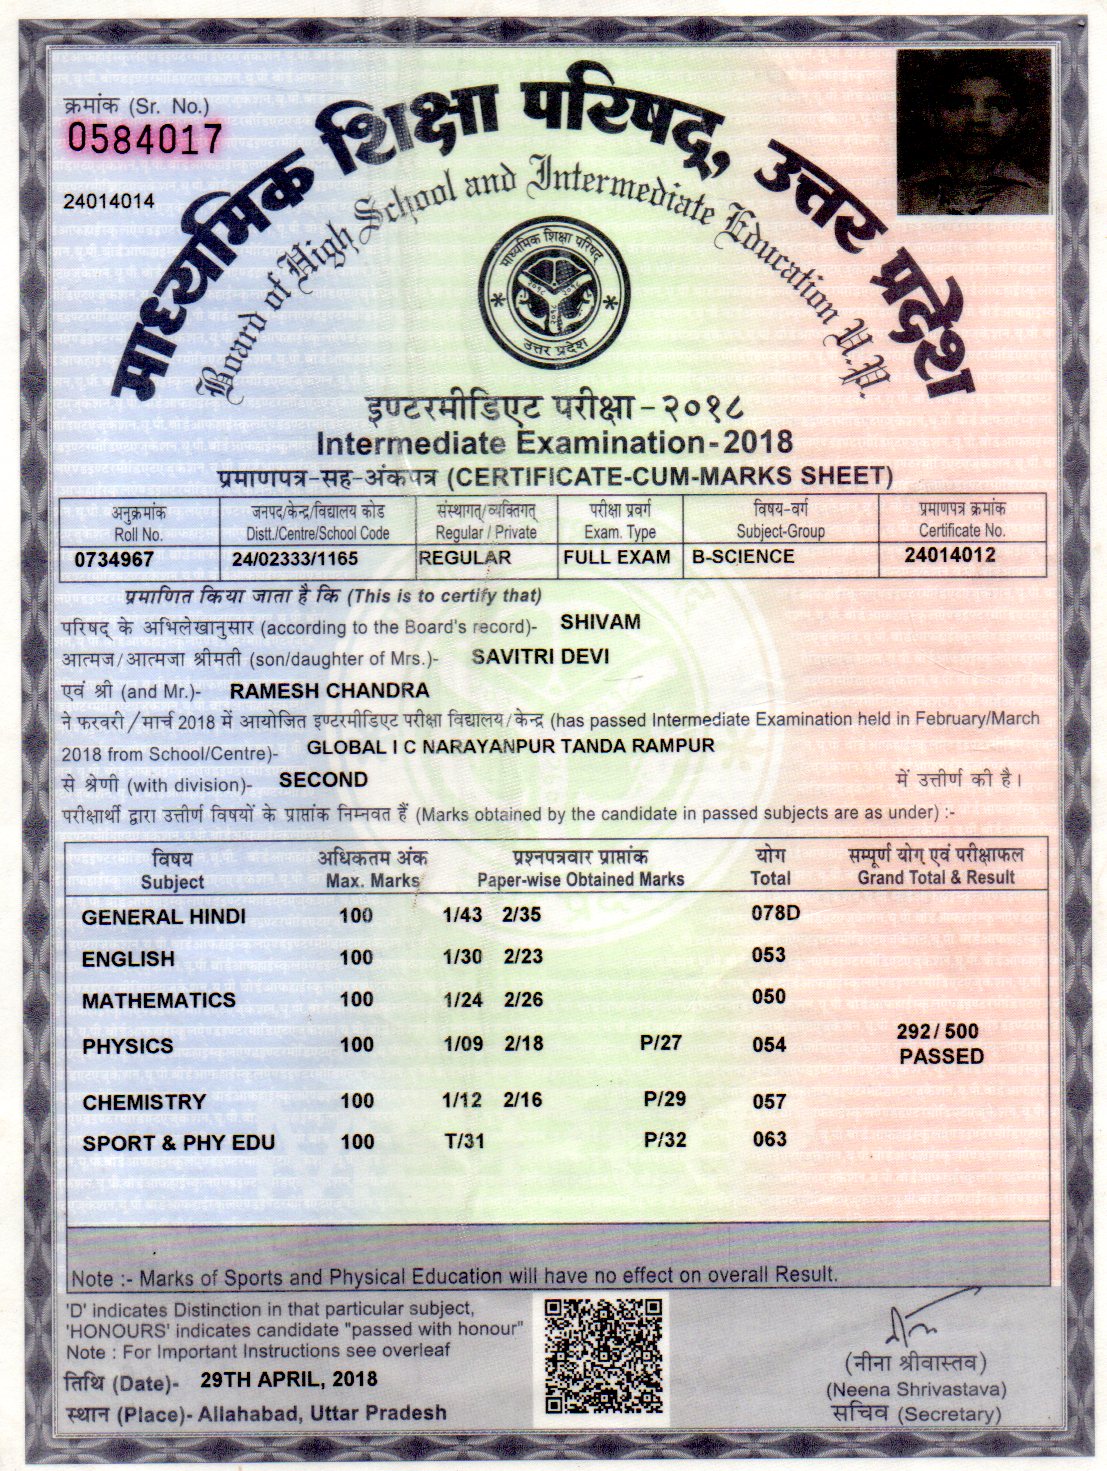 क्रमांक (Sr. No.)
0584017
24014014
माध्यमिक शिक्षा परिषद्, उत्तर प्रदेश
Board of High School and Intermediate Education U.P.
माध्यमिक शिक्षा परिषद्
उत्तर प्रदेश
इण्टरमीडिएट परीक्षा-२०१८
Intermediate Examination-2018
प्रमाणपत्र-सह-अंकपत्र (CERTIFICATE-CUM-MARKS SHEET)
अनुक्रमांक जनपद/केन्द्र/विद्यालय कोड संस्थागत/व्यक्तिगत परीक्षा प्रवर्ग विषय-वर्ग प्रमाणपत्र क्रमांक
Roll No. Distt./Centre/School Code Regular / Private Exam. Type Subject-Group Certificate No.
0734967 24/02333/1165 REGULAR FULL EXAM B-SCIENCE 24014012
प्रमाणित किया जाता है कि (This is to certify that)
परिषद् के अभिलेखानुसार (according to the Board's record)- SHIVAM
आत्मज/आत्मजा श्रीमती (son/daughter of Mrs.)- SAVITRI DEVI
एवं श्री (and Mr.)- RAMESH CHANDRA
ने फरवरी/मार्च 2018 में आयोजित इण्टरमीडिएट परीक्षा विद्यालय/केन्द्र (has passed Intermediate Examination held in February/March
2018 from School/Centre)- GLOBAL I C NARAYANPUR TANDA RAMPUR
से श्रेणी (with division)- SECOND में उत्तीर्ण की है।
परीक्षार्थी द्वारा उत्तीर्ण विषयों के प्राप्तांक निम्नवत हैं (Marks obtained by the candidate in passed subjects are as under) :-
विषय अधिकतम अंक प्रश्नपत्रवार प्राप्तांक योग सम्पूर्ण योग् एवं परीक्षाफल
Subject Max. Marks Paper-wise Obtained Marks Total Grand Total & Result
GENERAL HINDI 100 1/43 2/35 078D
ENGLISH 100 1/30 2/23 053
MATHEMATICS 100 1/24 2/26 050
PHYSICS 100 1/09 2/18 P/27 054 292/500
PASSED
CHEMISTRY 100 1/12 2/16 P/29 057
SPORT & PHY EDU 100 T/31 P/32 063
Note :- Marks of Sports and Physical Education will have no effect on overall Result.
'D' indicates Distinction in that particular subject,
'HONOURS' indicates candidate "passed with honour"
Note : For Important Instructions see overleaf
तिथि (Date)- 29TH APRIL, 2018
स्थान (Place)- Allahabad, Uttar Pradesh
(नीना श्रीवास्तव)
(Neena Shrivastava)
सचिव (Secretary)